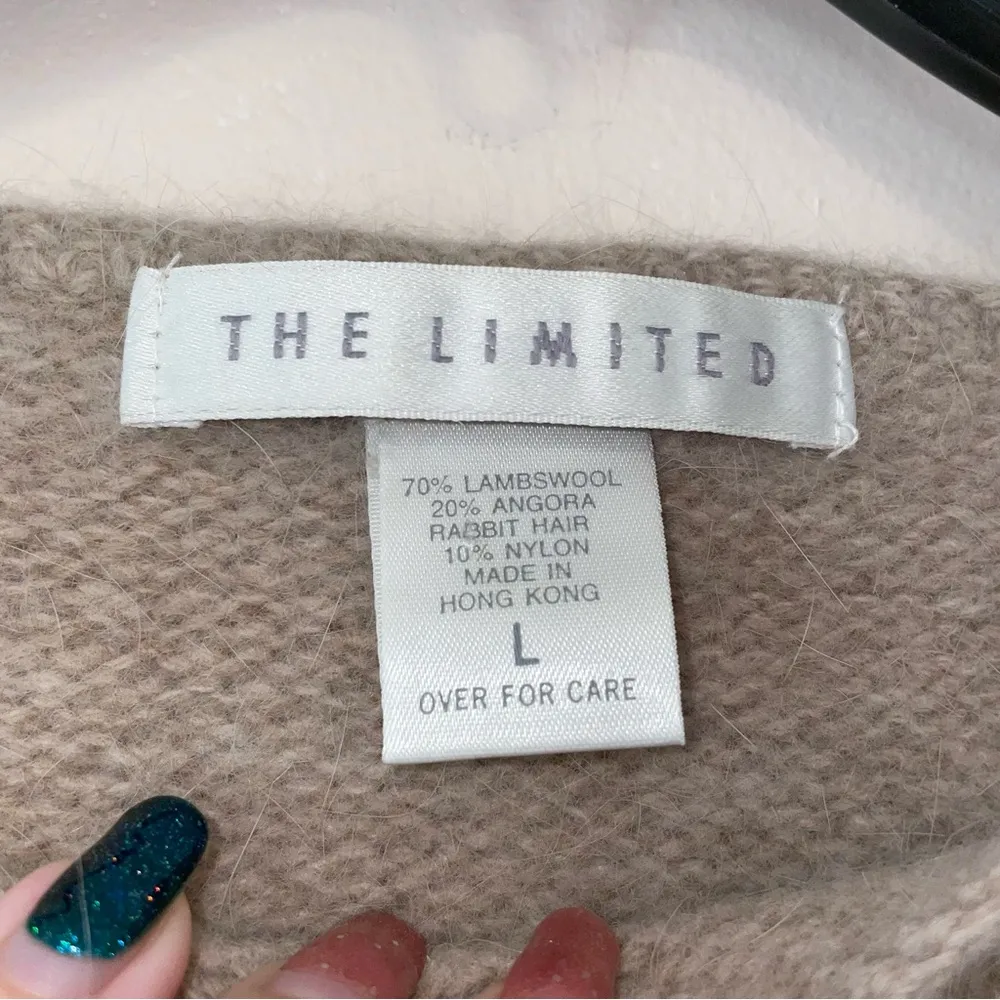 THE LIMITED
70% LAMBSWOOL
20% ANGORA
RABBIT HAIR
10% NYLON
MADE IN
HONG KONG
L
OVER FOR CARE